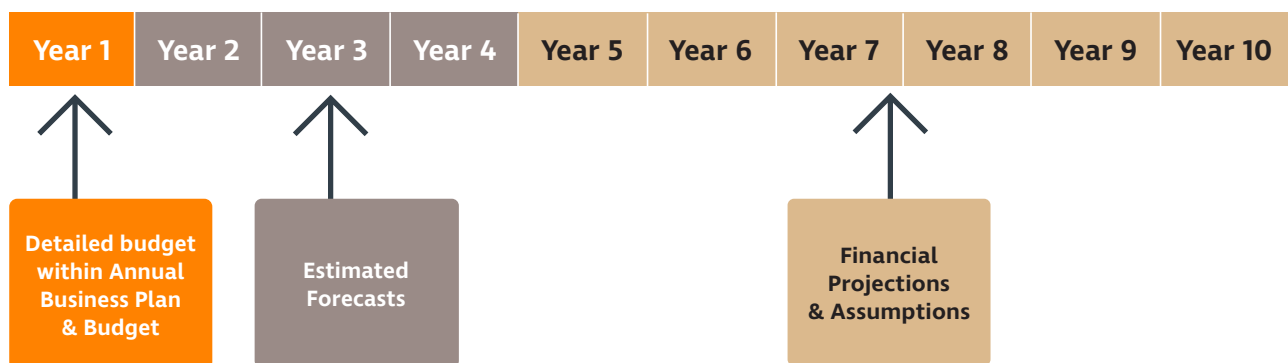 Year 1 Year 2 Year 3 Year 4 Year 5 Year 6 Year 7 Year 8 Year 9 Year 10
Detailed budget
within Annual
Business Plan
& Budget
Estimated
Forecasts
Financial
Projections
& Assumptions